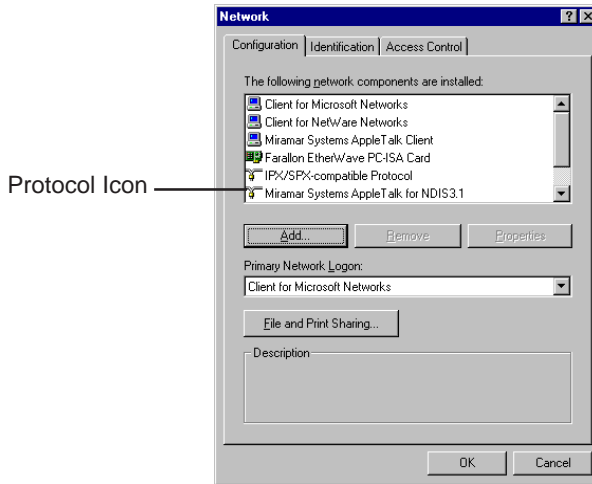 Network
Configuration Identification Access Control
The following network components are installed:
Client for Microsoft Networks
Client for NetWare Networks
Miramar Systems AppleTalk Client
Farallon EtherWave PC-ISA Card
IPX/SPX-compatible Protocol
Protocol Icon
Miramar Systems AppleTalk for NDIS3.1
Add... Remove Properties
Primary Network Logon:
Client for Microsoft Networks
File and Print Sharing...
Description
OK Cancel